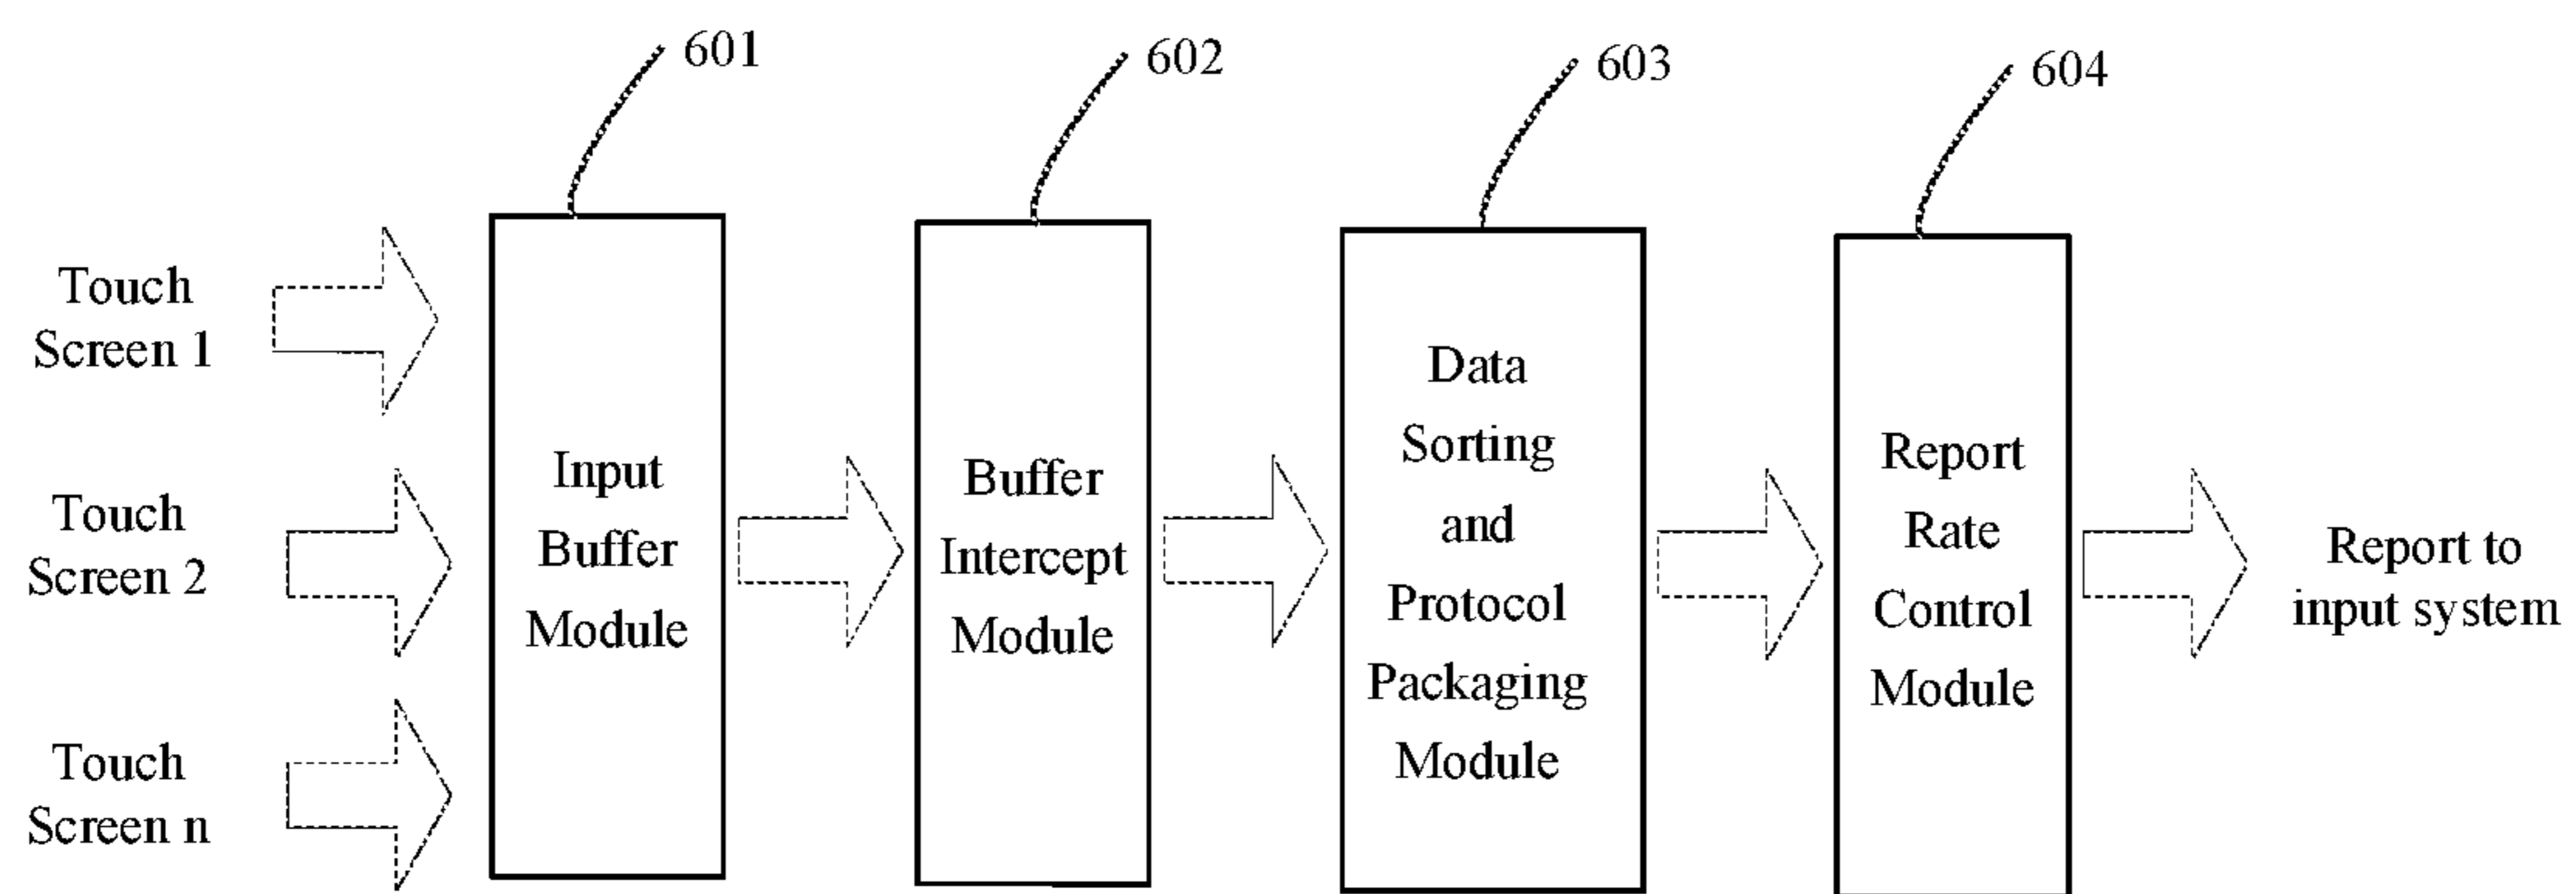 601
602
603
604
Touch
Screen 1
Touch
Screen 2
Touch
Screen n
Input
Buffer
Module
Buffer
Intercept
Module
Data
Sorting
and
Protocol
Packaging
Module
Report
Rate
Control
Module
Report to
input system